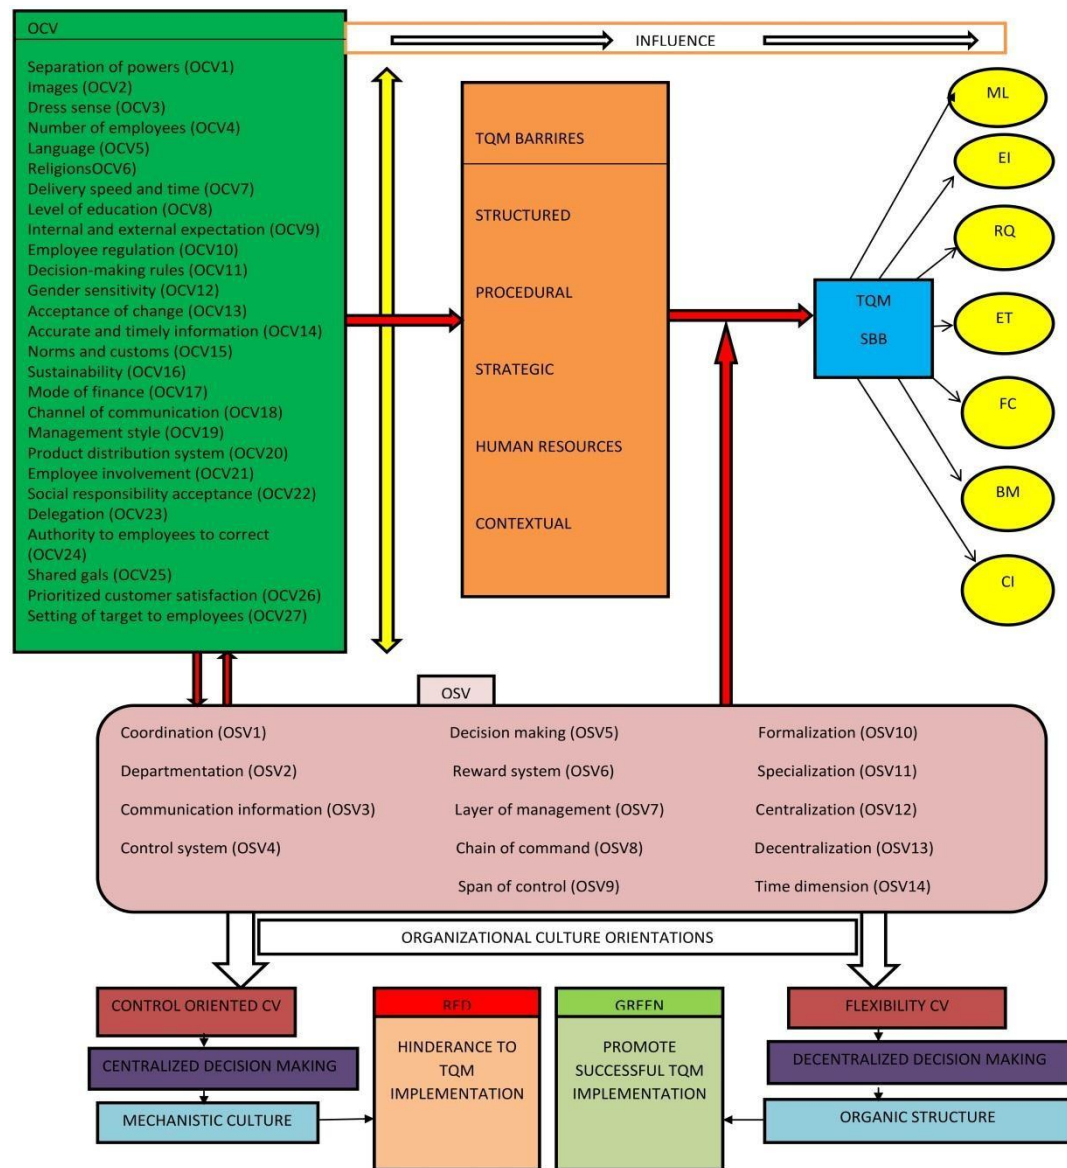 OCV
Separation of powers (OCV1)
Images (OCV2)
Dress sense (OCV3)
Number of employees (OCV4)
Language (OCV5)
ReligionsOCV6)
Delivery speed and time (OCV7)
Level of education (OCV8)
Internal and external expectation (OCV9)
Employee regulation (OCV10)
Decision-making rules (OCV11)
Gender sensitivity (OCV12)
Acceptance of change (OCV13)
Accurate and timely information (OCV14)
Norms and customs (OCV15)
Sustainability (OCV16)
Mode of finance (OCV17)
Channel of communication (OCV18)
Management style (OCV19)
Product distribution system (OCV20)
Employee involvement (OCV21)
Social responsibility acceptance (OCV22)
Delegation (OCV23)
Authority to employees to correct
(OCV24)
Shared gals (OCV25)
Prioritized customer satisfaction (OCV26)
Setting of target to employees (OCV27)
INFLUENCE
TQM BARRIRES
STRUCTURED
PROCEDURAL
STRATEGIC
HUMAN RESOURCES
CONTEXTUAL
TQM
SBB
ML
EI
RQ
ET
FC
BM
CI
OSV
Coordination (OSV1)
Departmentation (OSV2)
Communication information (OSV3)
Control system (OSV4)
Decision making (OSV5)
Reward system (OSV6)
Layer of management (OSV7)
Chain of command (OSV8)
Span of control (OSV9)
Formalization (OSV10)
Specialization (OSV11)
Centralization (OSV12)
Decentralization (OSV13)
Time dimension (OSV14)
ORGANIZATIONAL CULTURE ORIENTATIONS
CONTROL ORIENTED CV
CENTRALIZED DECISION MAKING
MECHANISTIC CULTURE
RED
HINDERANCE TO
TQM
IMPLEMENTATION
GREEN
PROMOTE
SUCCESSFUL TQM
IMPLEMENTATION
FLEXIBILITY CV
DECENTRALIZED DECISION MAKING
ORGANIC STRUCTURE